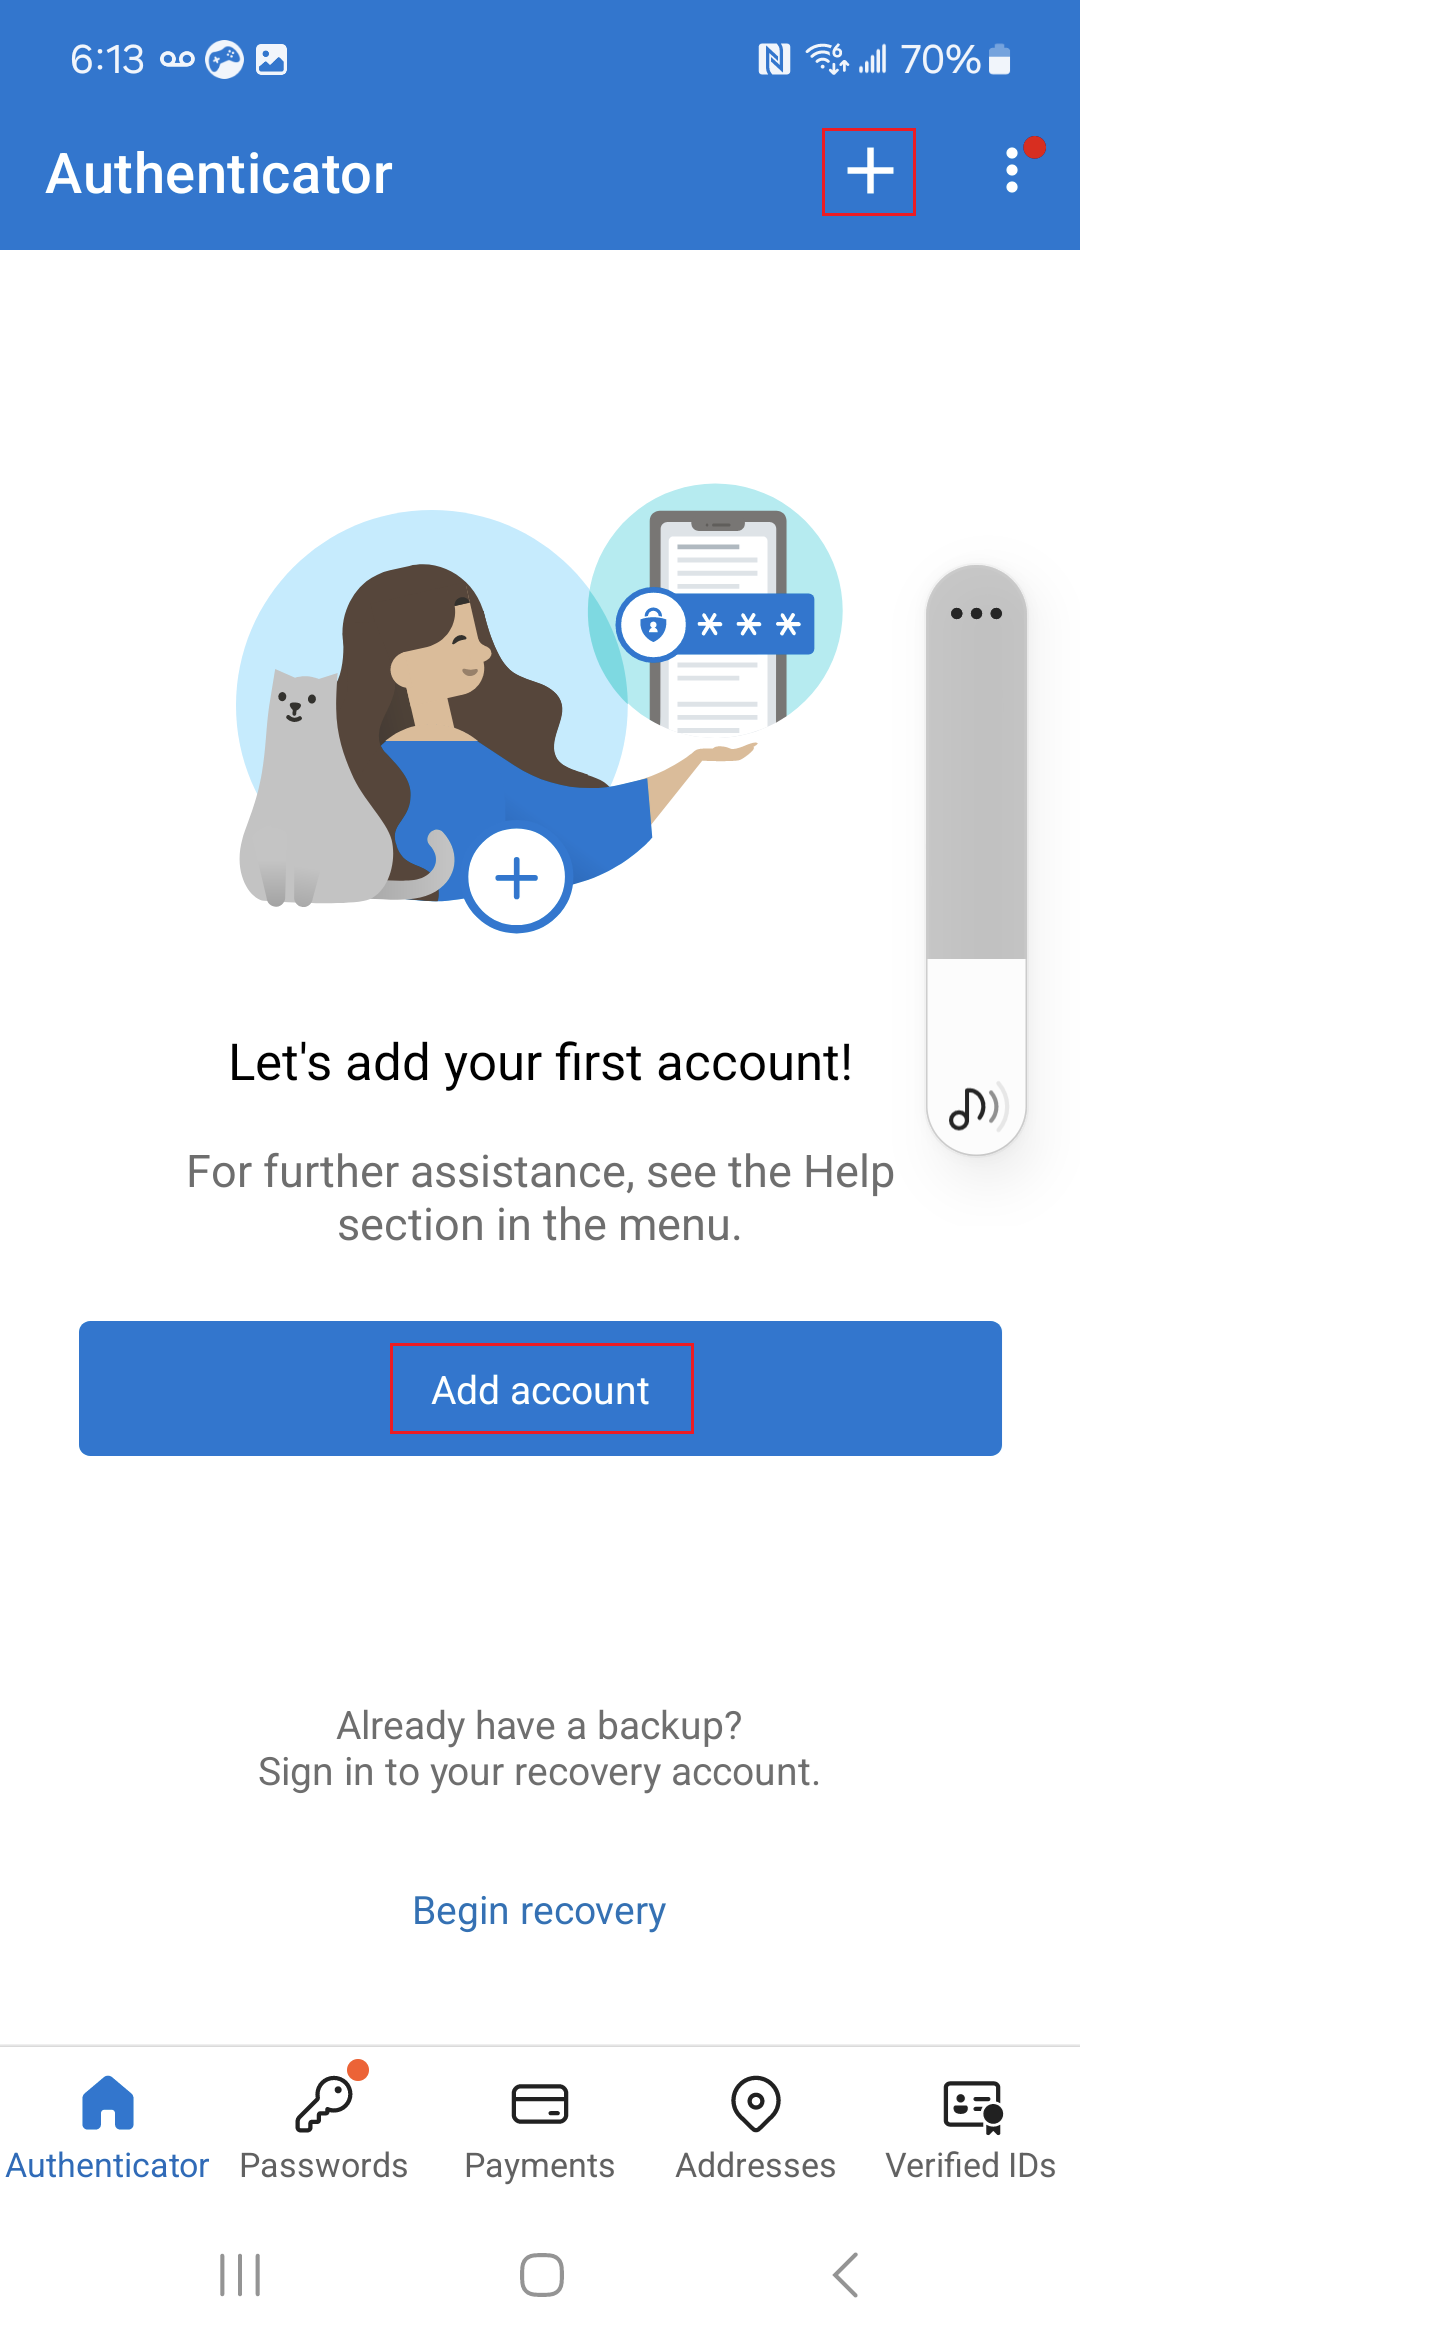 6:13 70%
Authenticator
* * *
Let's add your first account!
For further assistance, see the Help
section in the menu.
Add account
Already have a backup?
Sign in to your recovery account.
Begin recovery
Authenticator Passwords Payments Addresses Verified IDs